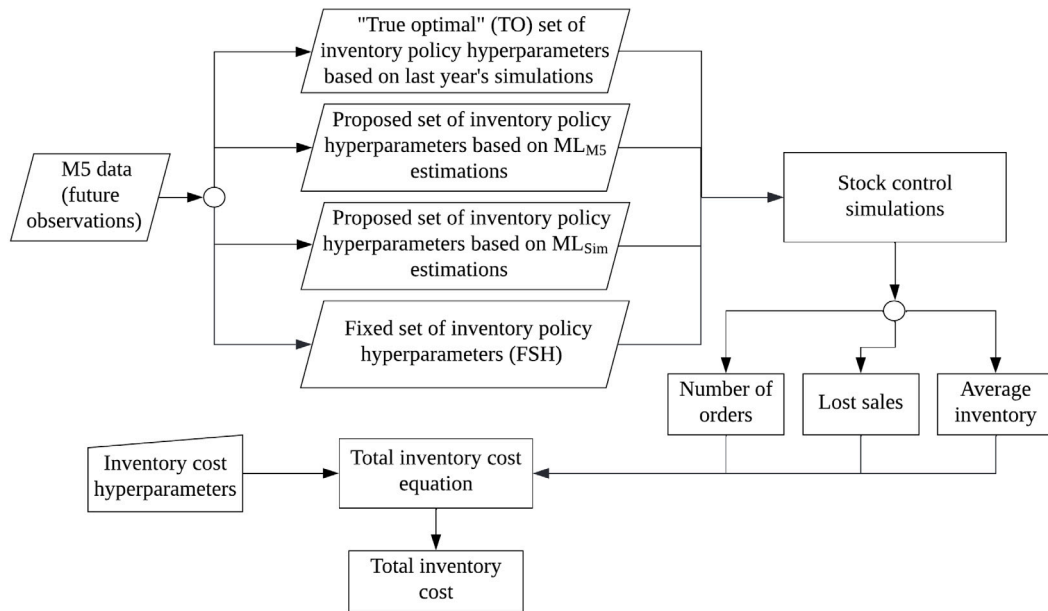 "True optimal" (TO) set of
inventory policy hyperparameters
based on last year's simulations
Proposed set of inventory policy
hyperparameters based on ML_M5
estimations
M5 data
(future
observations)
Stock control
simulations
Proposed set of inventory policy
hyperparameters based on ML_Sim
estimations
Fixed set of inventory policy
hyperparameters (FSH)
Number of
orders
Lost sales
Average
inventory
Inventory cost
hyperparameters
Total inventory cost
equation
Total inventory
cost